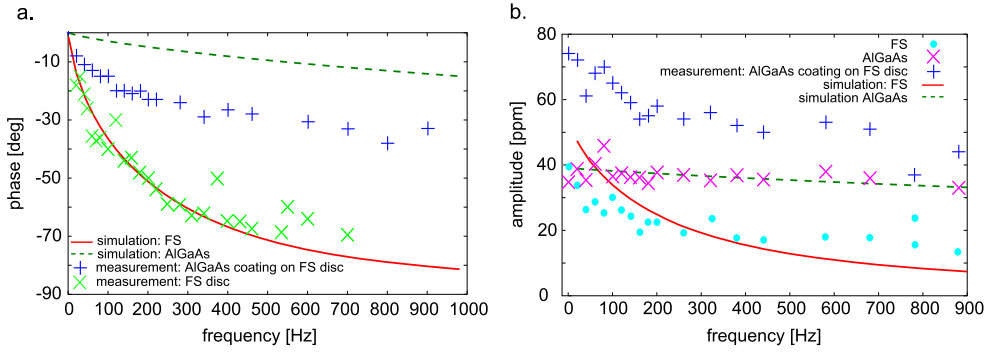 a.
phase [deg]
-10
-30
-50
-70
-90
simulation: FS
simulation: AlGaAs
measurement: AlGaAs coating on FS disc
measurement: FS disc
0 100 200 300 400 500 600 700 800 900 1000
frequency [Hz]
b.
amplitude [ppm]
80
60
40
20
0
FS
AlGaAs
measurement: AlGaAs coating on FS disc
simulation: FS
simulation AlGaAs
0 100 200 300 400 500 600 700 800 900
frequency [Hz]